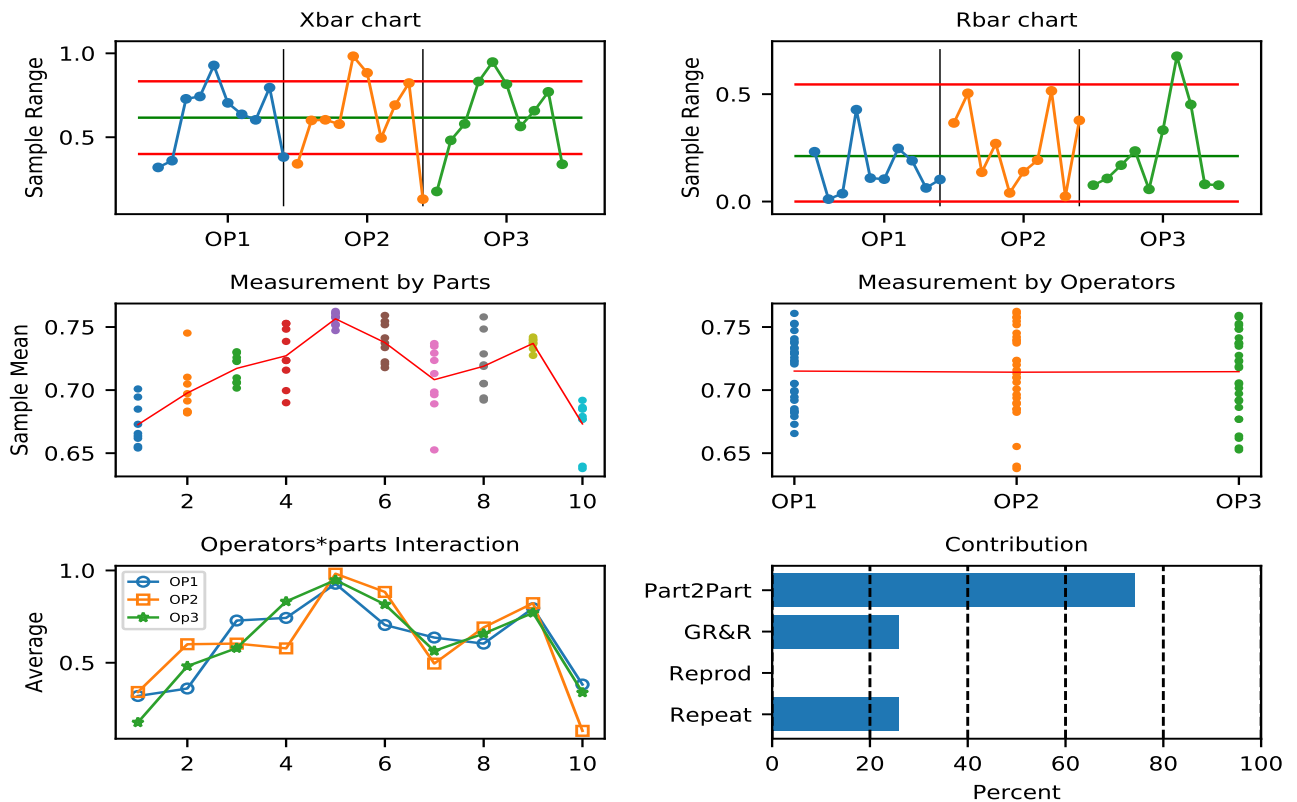 Xbar chart
Sample Range
1.0
0.5
OP1 OP2 OP3
Rbar chart
Sample Range
0.5
0.0
OP1 OP2 OP3
Measurement by Parts
Sample Mean
0.75
0.70
0.65
2 4 6 8 10
Measurement by Operators
0.75
0.70
0.65
OP1 OP2 OP3
Operators*parts Interaction
Average
1.0
0.5
OP1
OP2
Op3
2 4 6 8 10
Contribution
Part2Part
GR&R
Reprod
Repeat
0 20 40 60 80 100
Percent